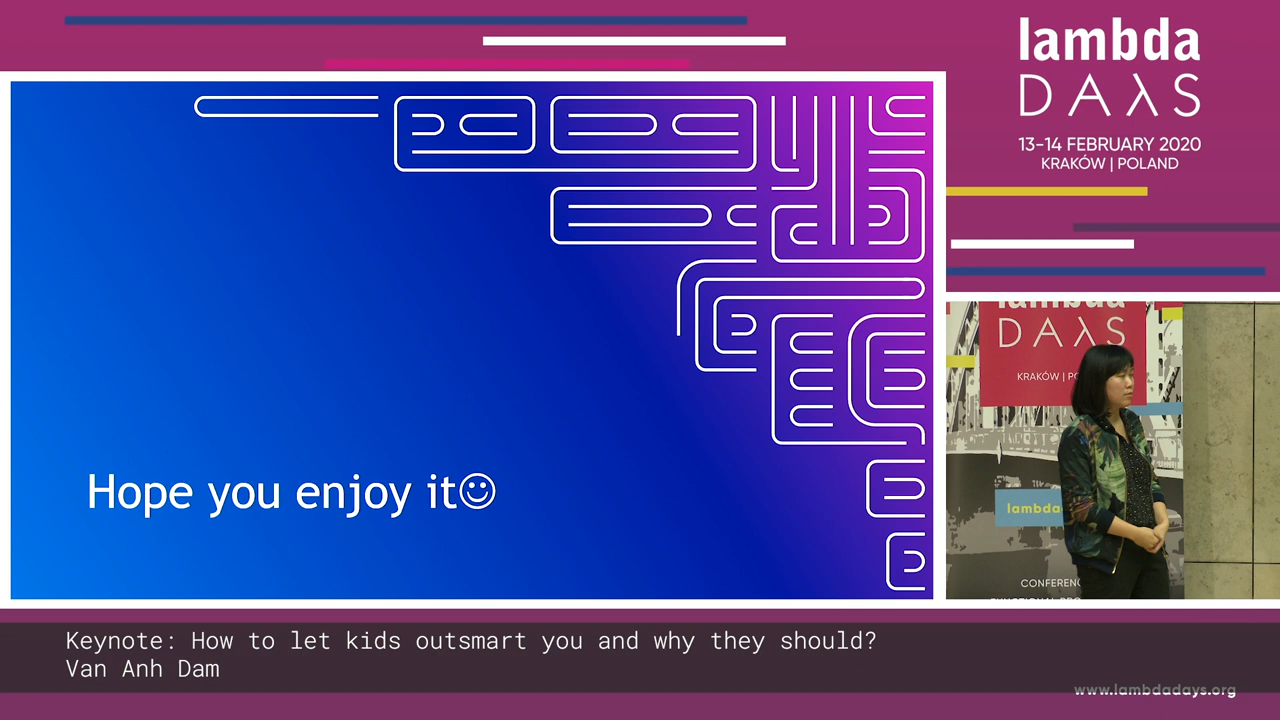 lambda
DAλS
13-14 FEBRUARY 2020
KRAKÓW | POLAND
Hope you enjoy it☺
lambda
DAλS
KRAKÓW | PO
lambda
CONFERENC
Keynote: How to let kids outsmart you and why they should?
Van Anh Dam
www.lambdadays.org